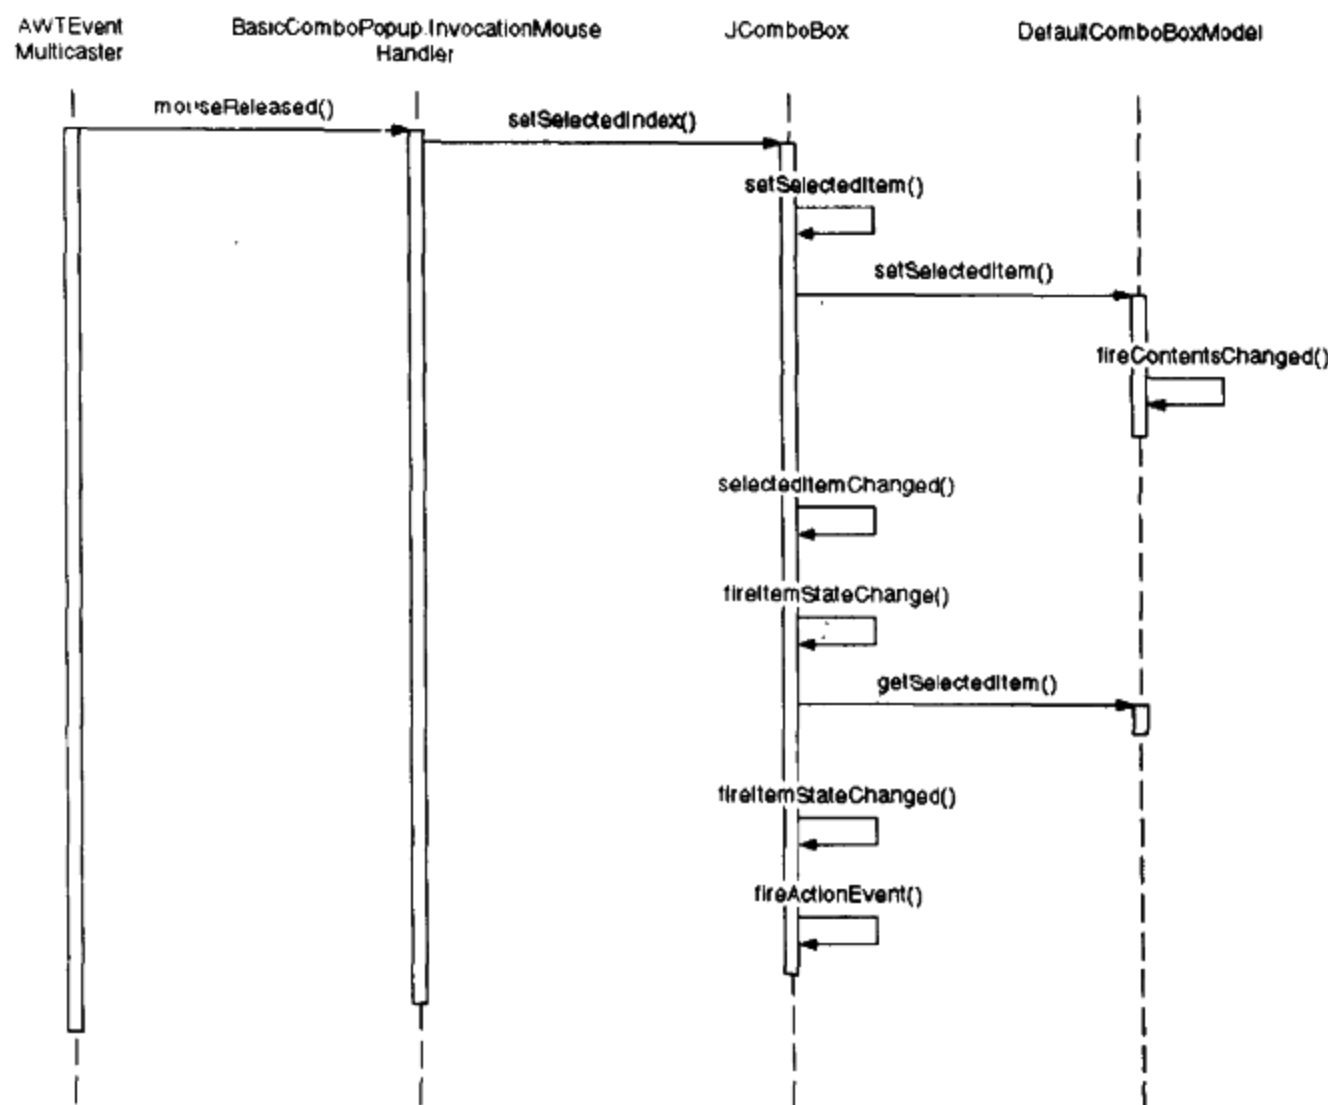 AWTEvent
Multicaster
BasicComboPopup.InvocationMouse
Handler
JComboBox
DefaultComboBoxModel
mouseReleased()
setSelectedIndex()
setSelectedItem()
setSelectedItem()
fireContentsChanged()
selectedItemChanged()
fireItemStateChange()
getSelectedItem()
fireItemStateChanged()
fireActionEvent()